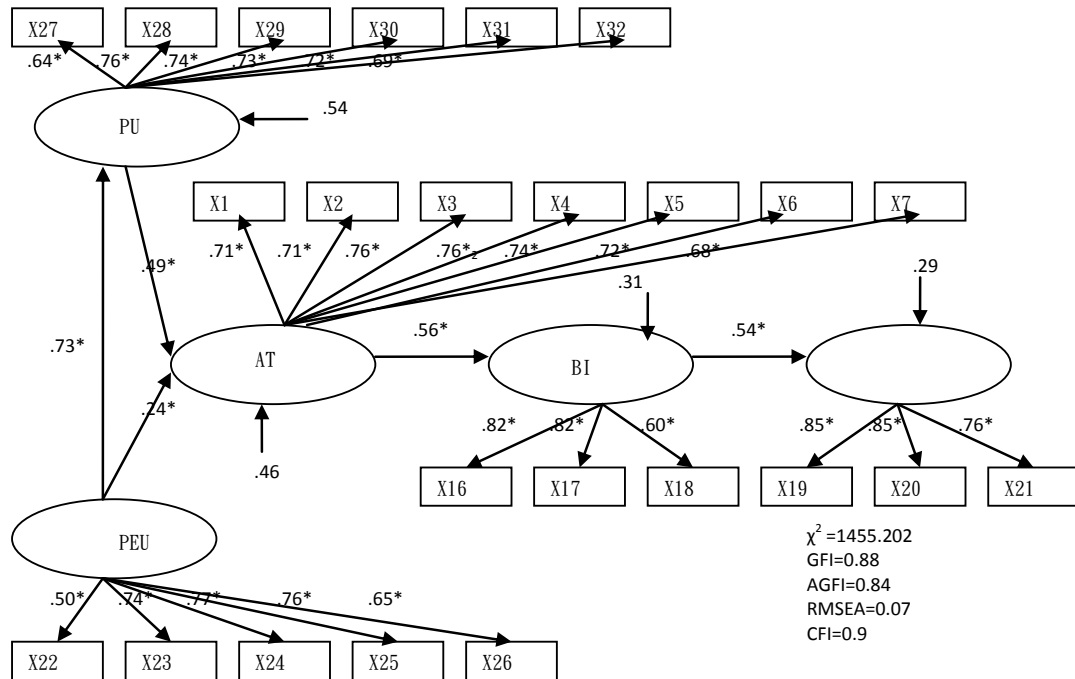 X27 X28 X29 X30 X31 X32
.64* .76* .74* .73* .72* .69*
.54
PU
X1 X2 X3 X4 X5 X6 X7
.71* .71* .76* .76*₂ .74* .72* .68*
.49*
.31
.29
.73*
AT
.56*
BI
.54*
.24*
.46
.82* .82* .60* .85* .85* .76*
X16 X17 X18 X19 X20 X21
PEU
χ² =1455.202
GFI=0.88
AGFI=0.84
RMSEA=0.07
CFI=0.9
.50* .74* .77* .76* .65*
X22 X23 X24 X25 X26